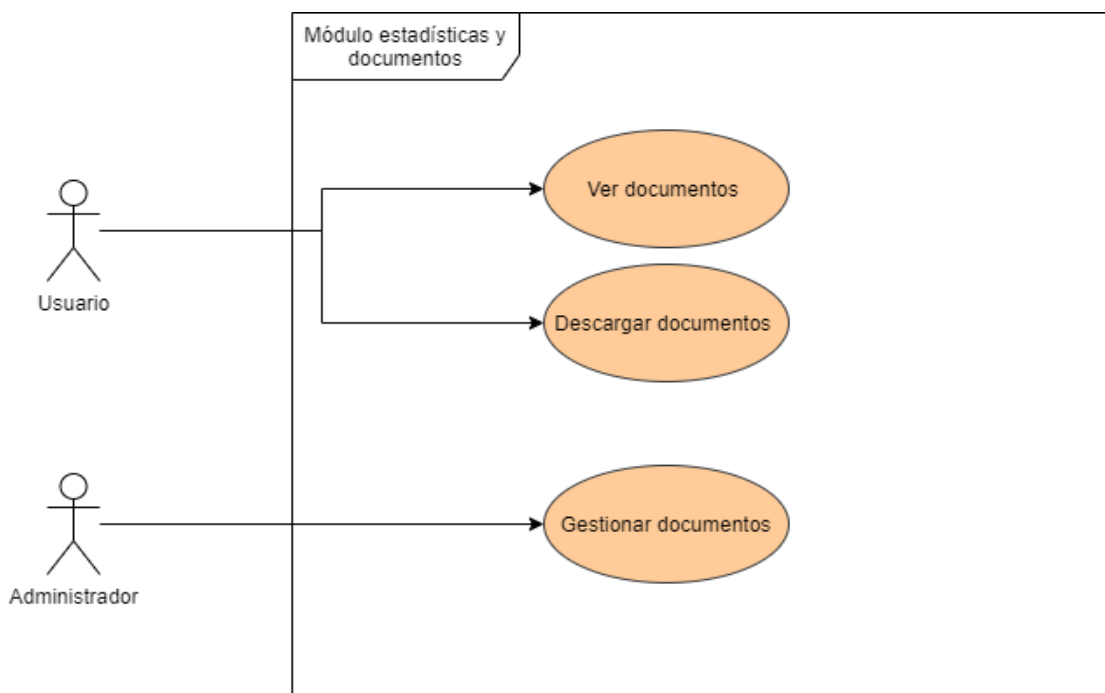 Módulo estadísticas y
documentos
Ver documentos
Usuario
Descargar documentos
Gestionar documentos
Administrador